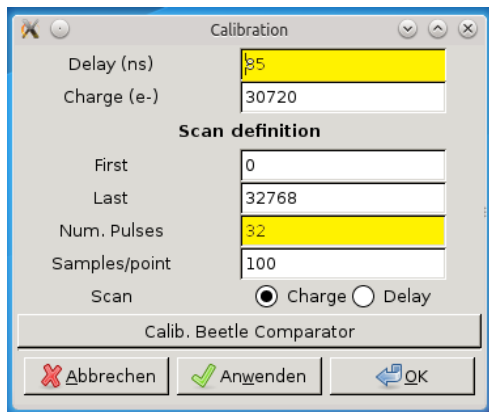 Calibration
Delay (ns) 85
Charge (e-) 30720
Scan definition
First 0
Last 32768
Num. Pulses 32
Samples/point 100
Scan Charge Delay
Calib. Beetle Comparator
Abbrechen Anwenden OK